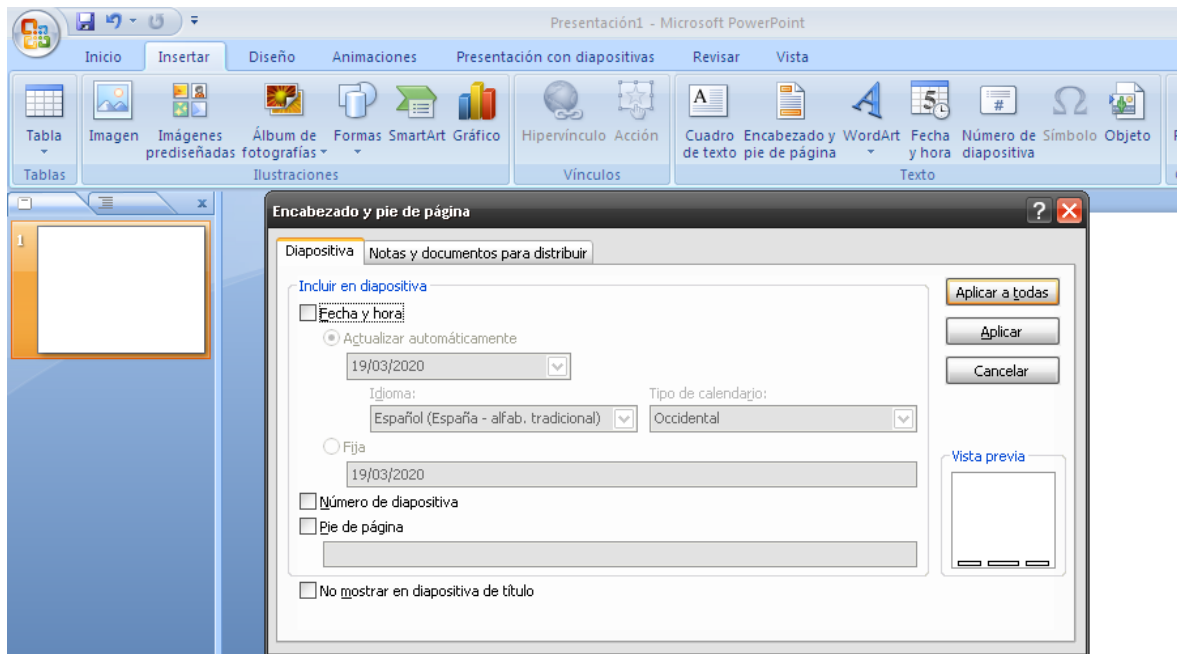 Presentación1 - Microsoft PowerPoint
Inicio Insertar Diseño Animaciones Presentación con diapositivas Revisar Vista
Tabla Imagen Imágenes prediseñadas Álbum de fotografías Formas SmartArt Gráfico Hipervínculo Acción Cuadro de texto Encabezado y pie de página WordArt Fecha y hora Número de diapositiva Símbolo Objeto
Tablas Ilustraciones Vínculos Texto
1
Encabezado y pie de página
Diapositiva Notas y documentos para distribuir
Incluir en diapositiva
Fecha y hora
Actualizar automáticamente
19/03/2020
Idioma: Tipo de calendario:
Español (España - alfab. tradicional) Occidental
Fija
19/03/2020
Número de diapositiva
Pie de página
No mostrar en diapositiva de título
Aplicar a todas
Aplicar
Cancelar
Vista previa